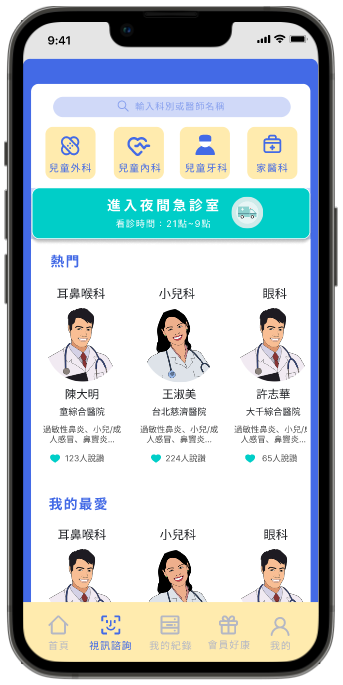 9:41
輸入科別或醫師名稱
兒童外科 兒童內科 兒童牙科 家醫科
進入夜間急診室
看診時間：21點~9點
熱門
耳鼻喉科 小兒科 眼科
陳大明 王淑美 許志華
童綜合醫院 台北慈濟醫院 大千綜合醫院
過敏性鼻炎、小兒/成 過敏性鼻炎、小兒/成 過敏性鼻炎、小兒/
人感冒、鼻竇炎... 人感冒、鼻竇炎... 人感冒、鼻竇炎...
123人說讚 224人說讚 65人說讚
我的最愛
耳鼻喉科 小兒科 眼科
首頁 視訊諮詢 我的紀錄 會員好康 我的